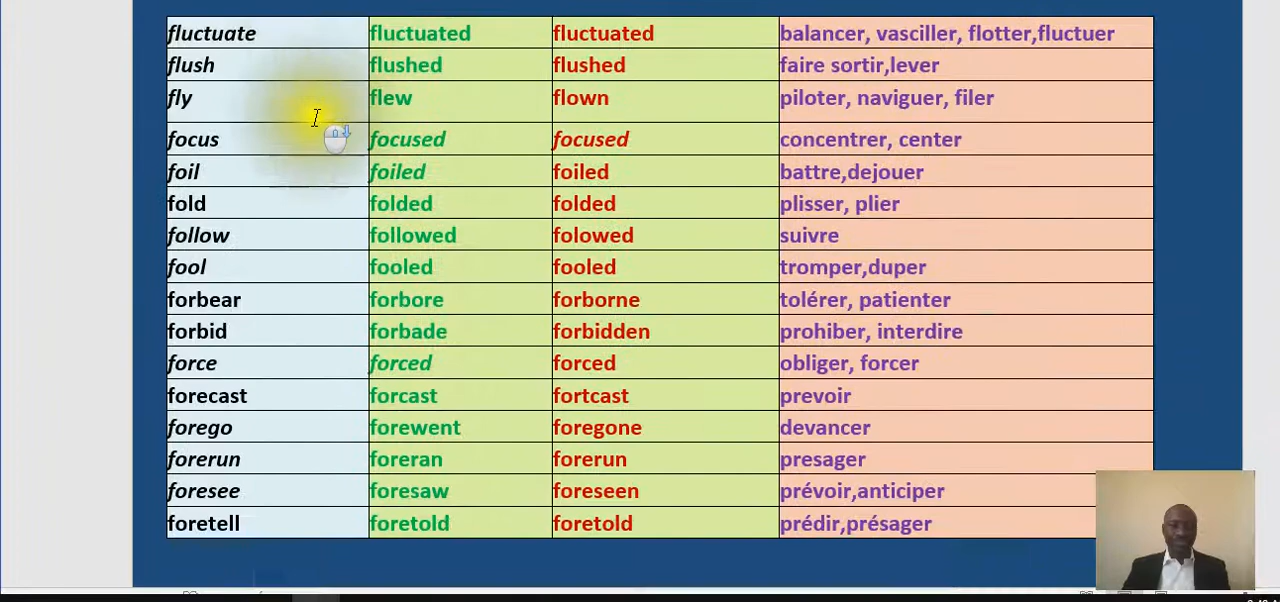 fluctuate fluctuated fluctuated balancer, vasciller, flotter,fluctuer
flush flushed flushed faire sortir,lever
fly flew flown piloter, naviguer, filer
focus focused focused concentrer, center
foil foiled foiled battre,dejouer
fold folded folded plisser, plier
follow followed folowed suivre
fool fooled fooled tromper,duper
forbear forbore forborne tolérer, patienter
forbid forbade forbidden prohiber, interdire
force forced forced obliger, forcer
forecast forcast fortcast prevoir
forego forewent foregone devancer
forerun foreran forerun presager
foresee foresaw foreseen prévoir,anticiper
foretell foretold foretold prédir,présager